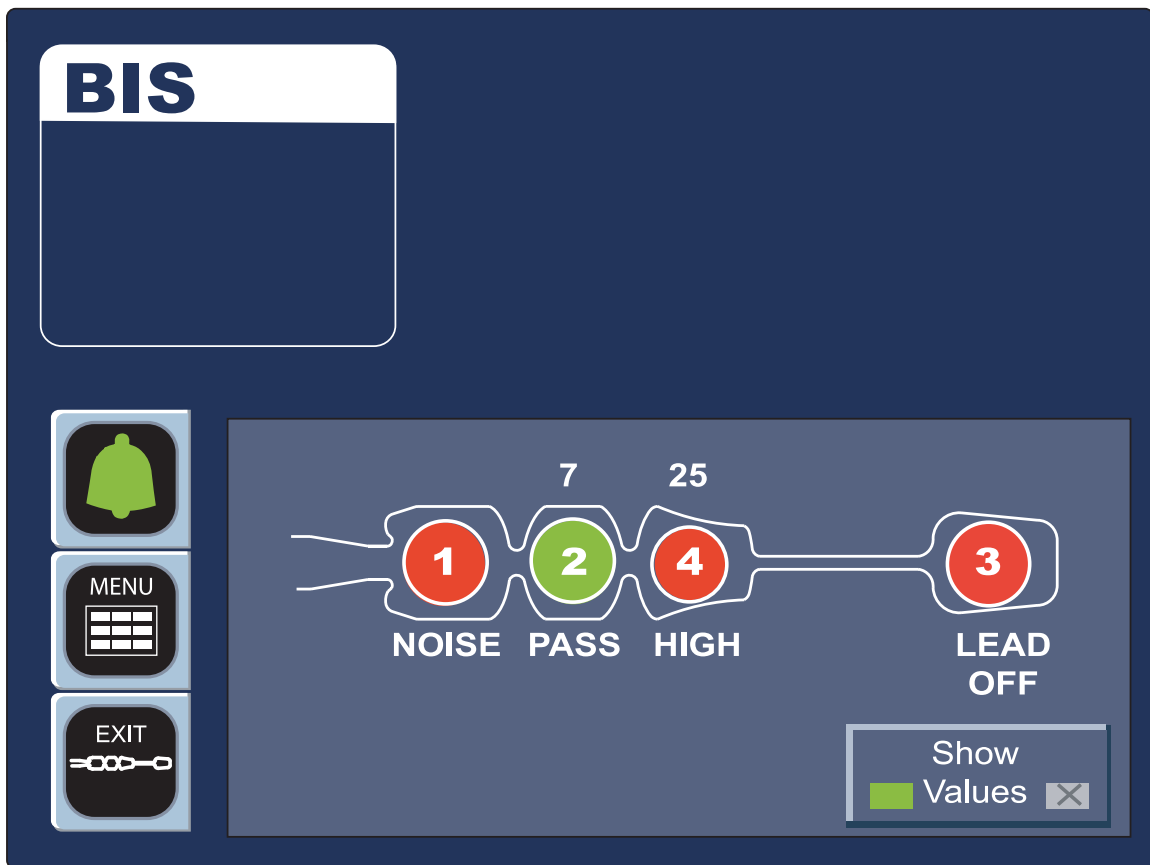 BIS
7 25
1 2 4 3
NOISE PASS HIGH LEAD
OFF
MENU
EXIT
Show
Values